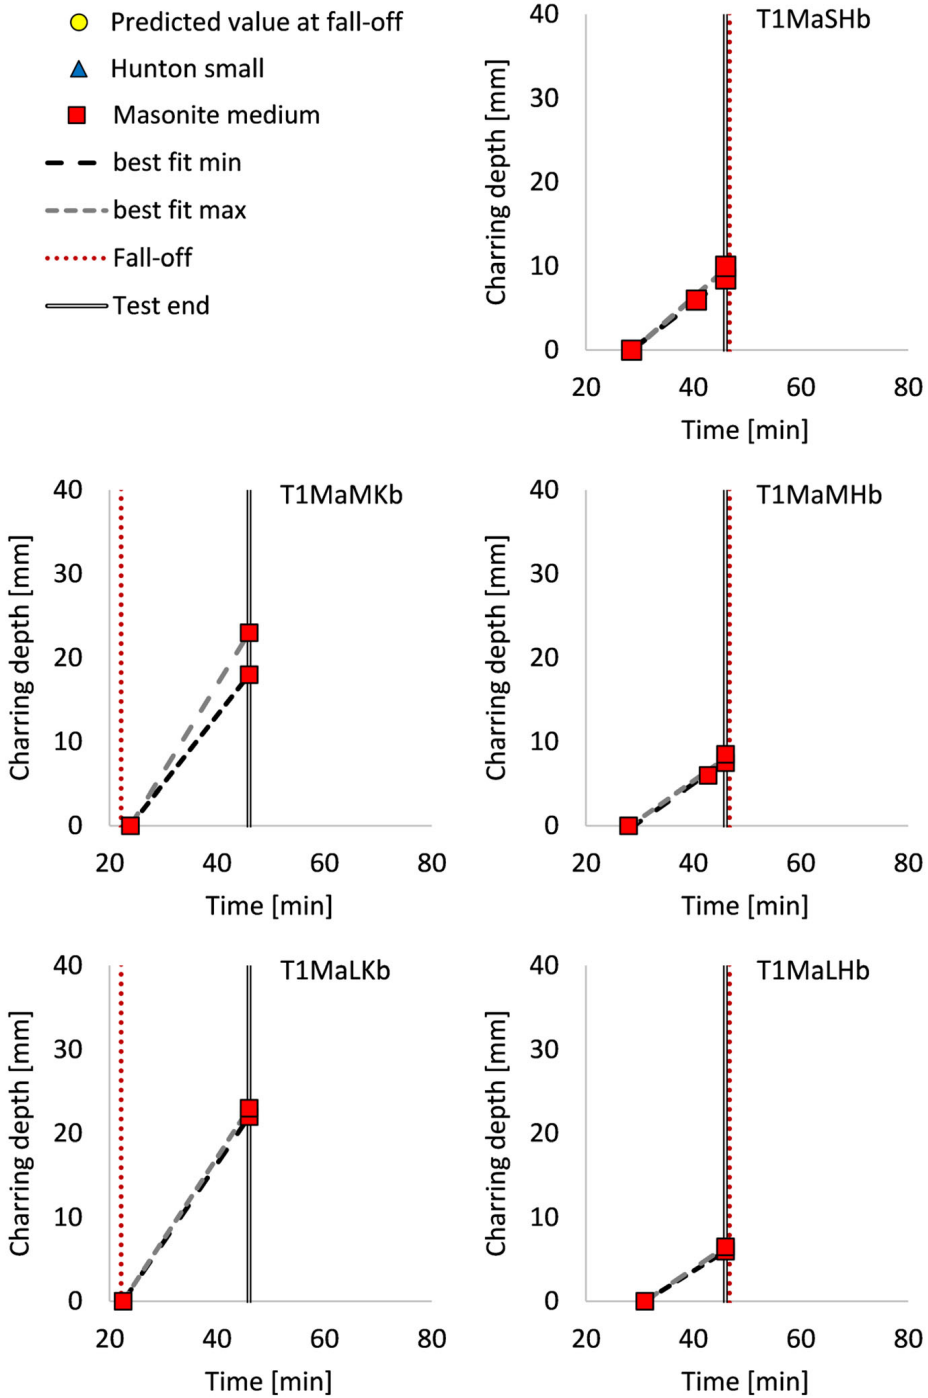 Predicted value at fall-off
Hunton small
Masonite medium
best fit min
best fit max
Fall-off
Test end
T1MaSHb
Charring depth [mm]
40
30
20
10
0
20 40 60 80
Time [min]
T1MaMKb
Charring depth [mm]
40
30
20
10
0
20 40 60 80
Time [min]
T1MaMHb
Charring depth [mm]
40
30
20
10
0
20 40 60 80
Time [min]
T1MaLKb
Charring depth [mm]
40
30
20
10
0
20 40 60 80
Time [min]
T1MaLHb
Charring depth [mm]
40
30
20
10
0
20 40 60 80
Time [min]